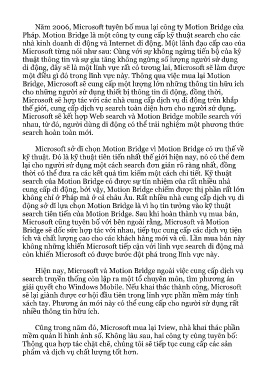 Năm 2006, Microsoft tuyên bố mua lại công ty Motion Bridge của
Pháp. Motion Bridge là một công ty cung cấp kỹ thuật search cho các
nhà kinh doanh di động và Internet di động. Một lãnh đạo cấp cao của
Microsoft từng nói như sau: Cùng với sự không ngừng tiến bộ của kỹ
thuật thông tin và sự gia tăng không ngừng số lượng người sử dụng
di động, đây sẽ là một lĩnh vực rất có tương lai, Microsoft sẽ làm được
một điều gì đó trong lĩnh vực này. Thông qua việc mua lại Motion
Bridge, Microsoft sẽ cung cấp một lượng lớn những thông tin hữu ích
cho những người sử dụng thiết bị thông tin di động, đồng thời,
Microsoft sẽ hợp tác với các nhà cung cấp dịch vụ di động trên khắp
thế giới, cung cấp dịch vụ search toàn diện hơn cho người sử dụng.
Microsoft sẽ kết hợp Web search và Motion Bridge mobile search với
nhau, từ đó, người dùng di động có thể trải nghiệm một phương thức
search hoàn toàn mới.
Microsoft sở dĩ chọn Motion Bridge vì Motion Bridge có ưu thế về
kỹ thuật. Đó là kỹ thuật tiên tiến nhất thế giới hiện nay, nó có thể đem
lại cho người sử dụng một cách search đơn giản rõ ràng nhất, đồng
thời có thể đưa ra các kết quả tìm kiếm một cách chi tiết. Kỹ thuật
search của Motion Bridge có được sự tín nhiệm của rất nhiều nhà
cung cấp di động, bởi vậy, Motion Bridge chiếm được thị phần rất lớn
không chỉ ở Pháp mà ở cả châu Âu. Rất nhiều nhà cung cấp dịch vụ di
động sở dĩ lựa chọn Motion Bridge là vì họ tin tưởng vào kỹ thuật
search tiên tiến của Motion Bridge. Sau khi hoàn thành vụ mua bán,
Microsoft cũng tuyên bố với bên ngoài rằng, Microsoft và Motion
Bridge sẽ dốc sức hợp tác với nhau, tiếp tục cung cấp các dịch vụ tiện
ích và chất lượng cao cho các khách hàng mới và cũ. Lần mua bán này
không những khiến Microsoft tiếp cận với lĩnh vực search di động mà
còn khiến Microsoft có được bước đột phá trong lĩnh vực này.
Hiện nay, Microsoft và Motion Bridge ngoài việc cung cấp dịch vụ
search truyền thống còn lập ra một tổ chuyên môn, tìm phương án
giải quyết cho Windows Mobile. Nếu khai thác thành công, Microsoft
sẽ lại giành được cơ hội đầu tiên trong lĩnh vực phần mềm máy tính
xách tay. Phương án mới này có thể cung cấp cho người sử dụng rất
nhiều thông tin hữu ích.
Cũng trong năm đó, Microsoft mua lại Iview, nhà khai thác phần
mềm quản lí hình ảnh số. Không lâu sau, hai công ty cùng tuyên bố:
Thông qua hợp tác chặt chẽ, chúng tôi sẽ tiếp tục cung cấp các sản
phẩm và dịch vụ chất lượng tốt hơn.